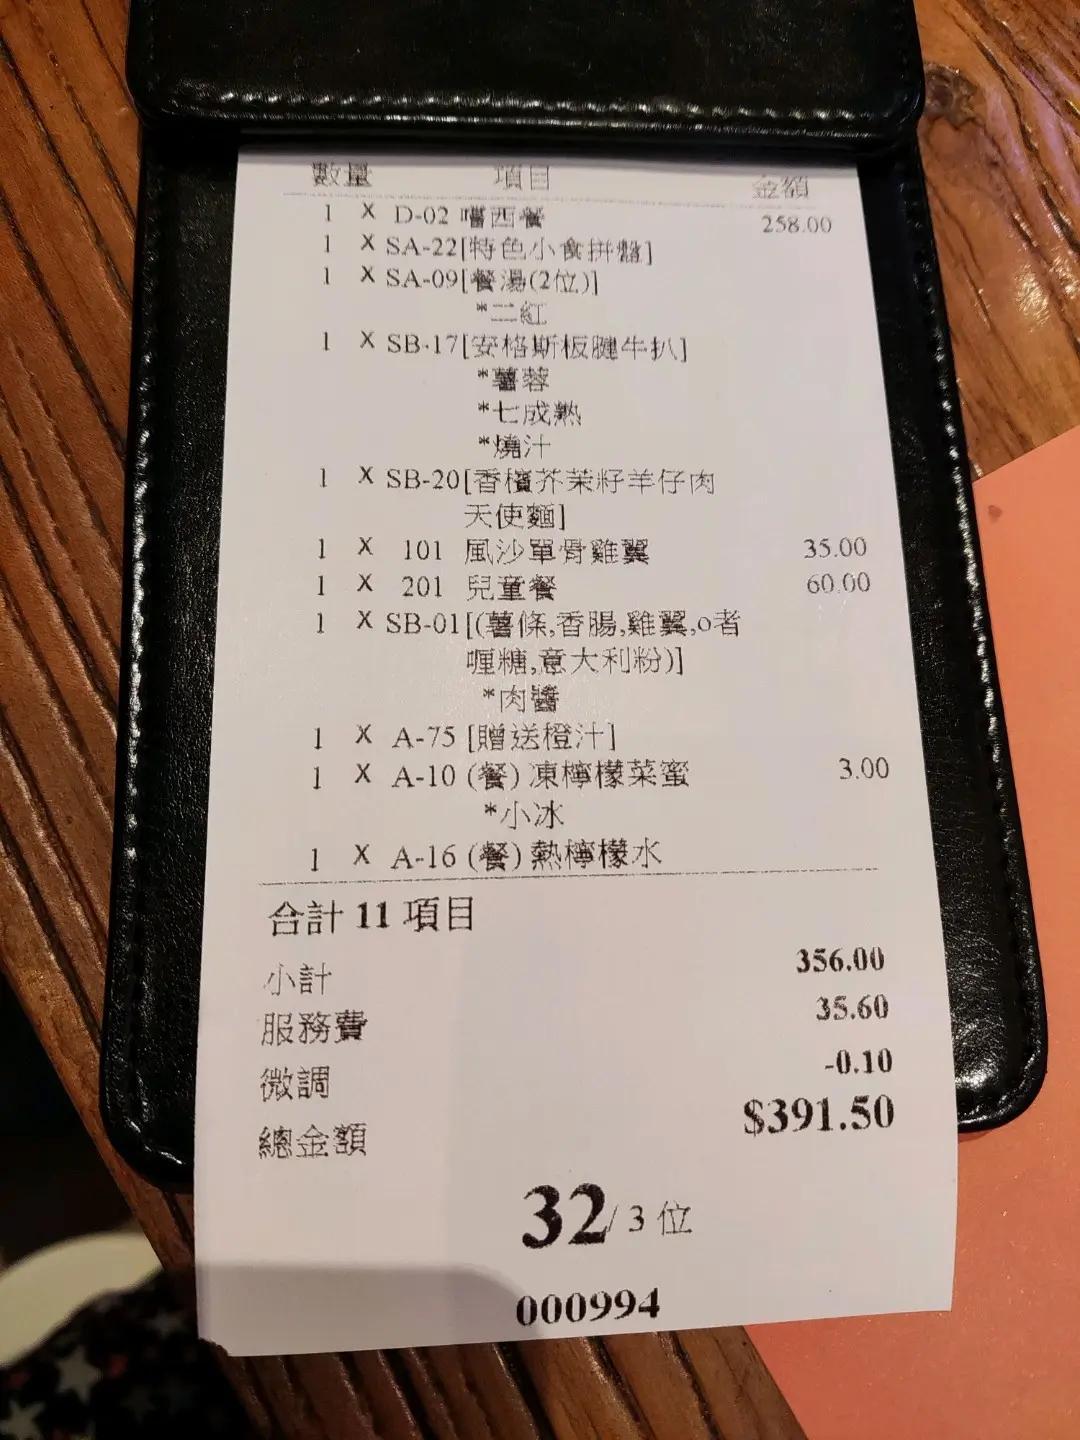 數量 項目 金額
1 X D-02 嚐西餐 258.00
1 X SA-22[特色小食拼盤]
1 X SA-09[餐湯(2位)]
*二紅
1 X SB-17[安格斯板腱牛扒]
*薯蓉
*七成熟
*燒汁
1 X SB-20[香檳芥茉籽羊仔肉
天使麵]
1 X 101 風沙單骨雞翼 35.00
1 X 201 兒童餐 60.00
1 X SB-01[(薯條,香腸,雞翼,o者
喱糖,意大利粉)]
*肉醬
1 X A-75 [贈送橙汁]
1 X A-10 (餐) 凍檸檬菜蜜 3.00
*小冰
1 X A-16 (餐) 熱檸檬水
合計 11 項目
小計 356.00
服務費 35.60
微調 -0.10
總金額 $391.50
32/ 3 位
000994